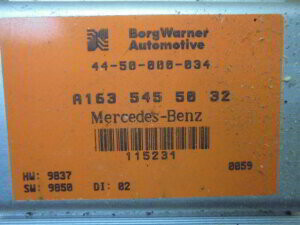 BorgWarner
Automotive
44-50-000-034
A163 545 50 32
Mercedes-Benz
115231
0059
HW: 9837
SW: 9850 DI: 02